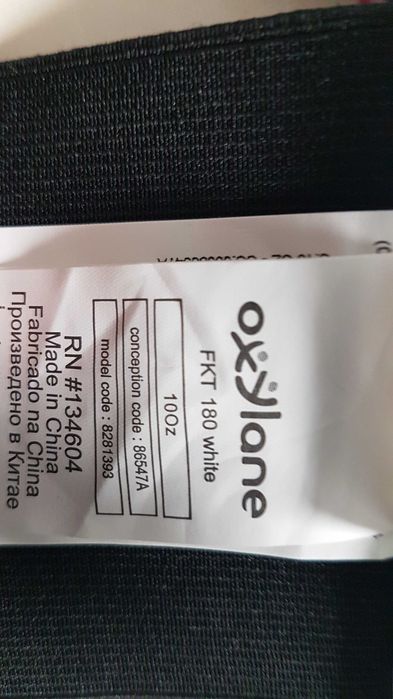 oxylane
FKT 180 white
10Oz
conception code : 86547A
model code : 8281393
RN #134604
Made in China
Fabricado na China
Произведено в Китае